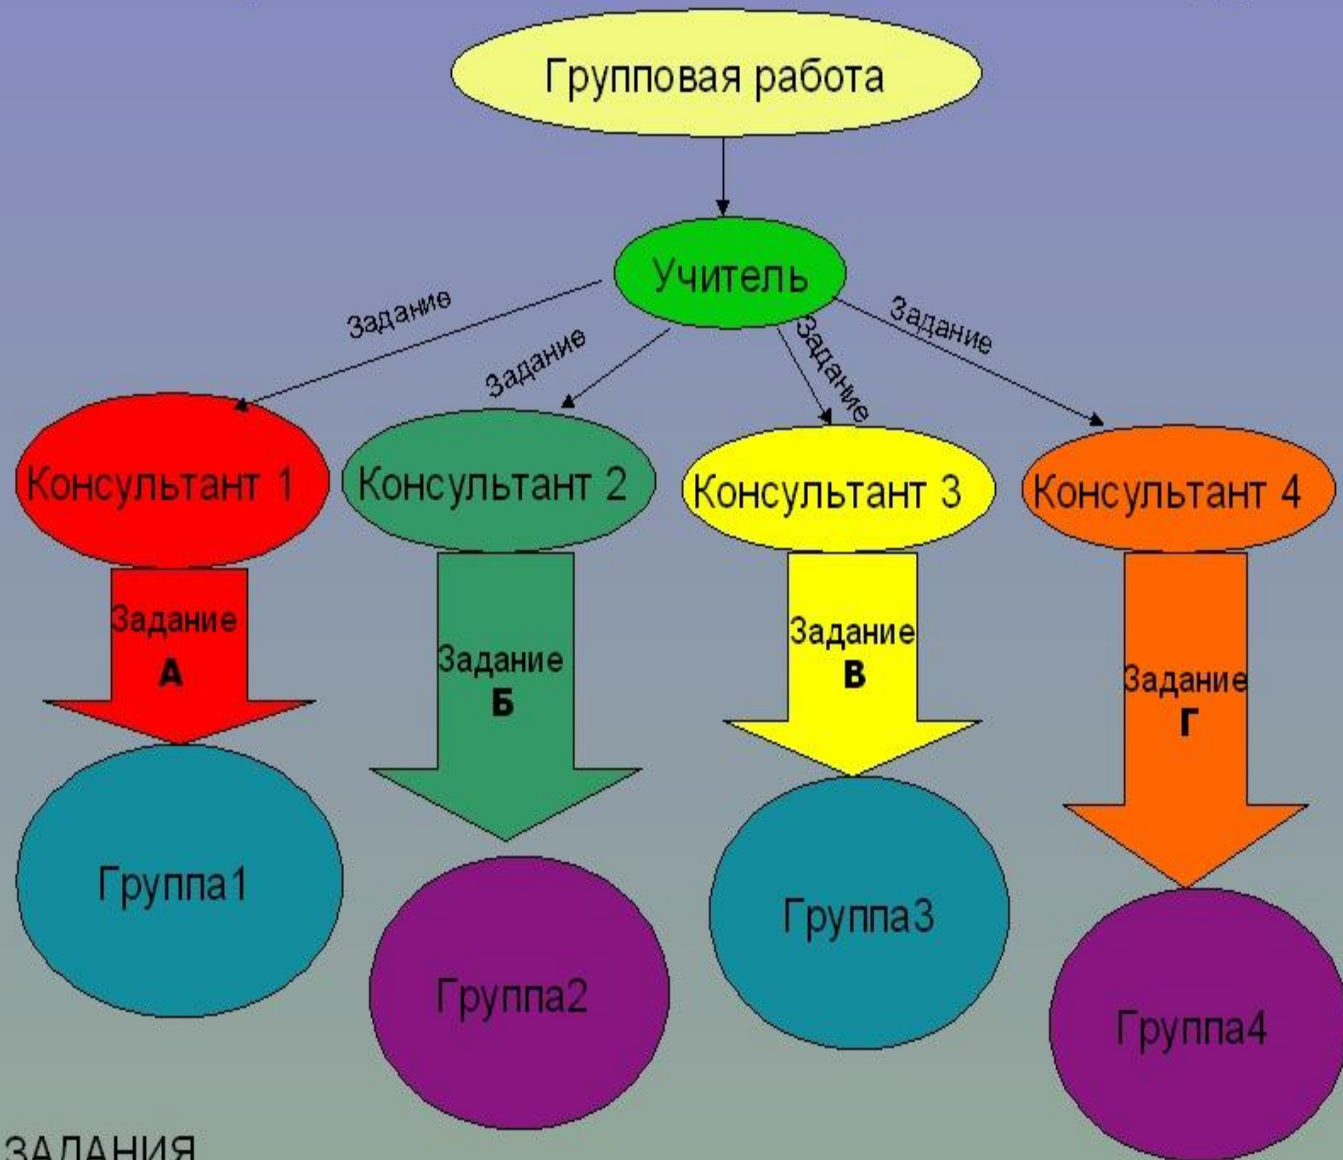 Групповая работа
Учитель
Задание
Задание
Задание
Задание
Консультант 1
Консультант 2
Консультант 3
Консультант 4
Задание
А
Задание
Б
Задание
В
Задание
Г
Группа1
Группа2
Группа3
Группа4
ЗАДАНИЯ